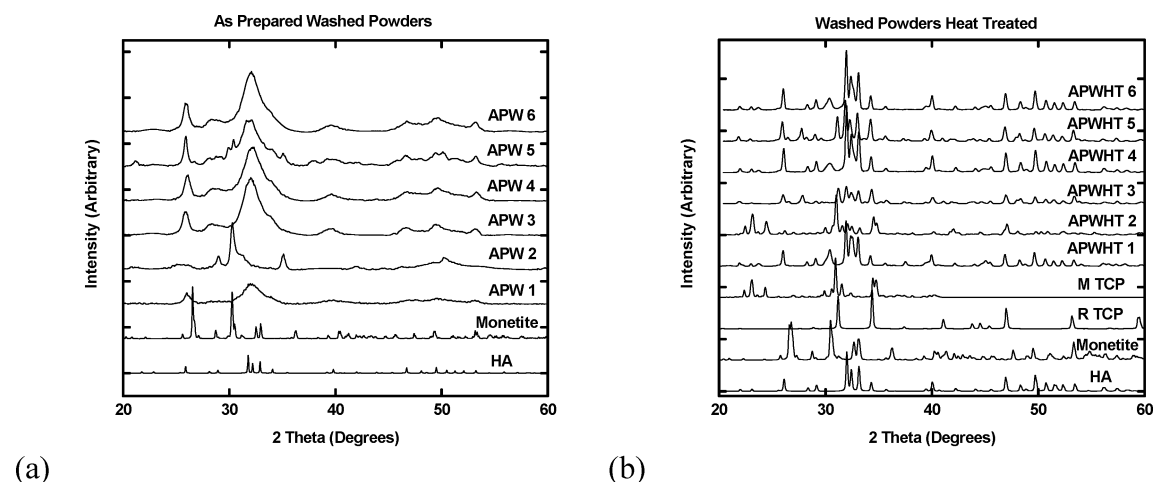 As Prepared Washed Powders
Intensity (Arbitrary)
APW 6
APW 5
APW 4
APW 3
APW 2
APW 1
Monetite
HA
20 30 40 50 60
2 Theta (Degrees)
(a)
Washed Powders Heat Treated
Intensity (Arbitrary)
APWHT 6
APWHT 5
APWHT 4
APWHT 3
APWHT 2
APWHT 1
M TCP
R TCP
Monetite
HA
20 30 40 50 60
2 Theta (Degrees)
(b)